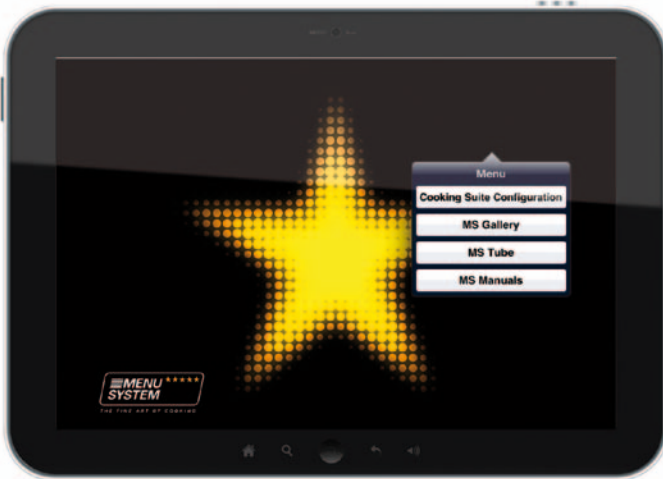 Menu
Cooking Suite Configuration
MS Gallery
MS Tube
MS Manuals
MENU
SYSTEM
THE FINE ART OF COOKING